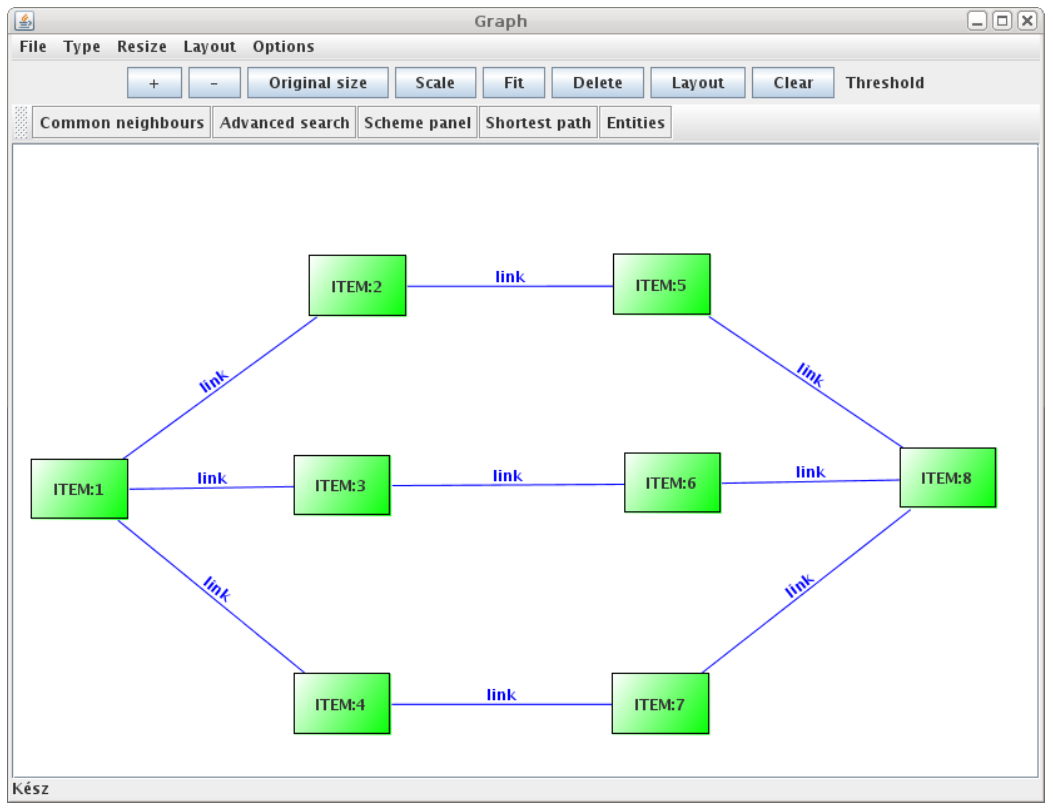 Graph
File Type Resize Layout Options
+ - Original size Scale Fit Delete Layout Clear Threshold
Common neighbours Advanced search Scheme panel Shortest path Entities
link
ITEM:2 ITEM:5
link link
link link link
ITEM:1 ITEM:3 ITEM:6 ITEM:8
link link
link
ITEM:4 ITEM:7
Kész